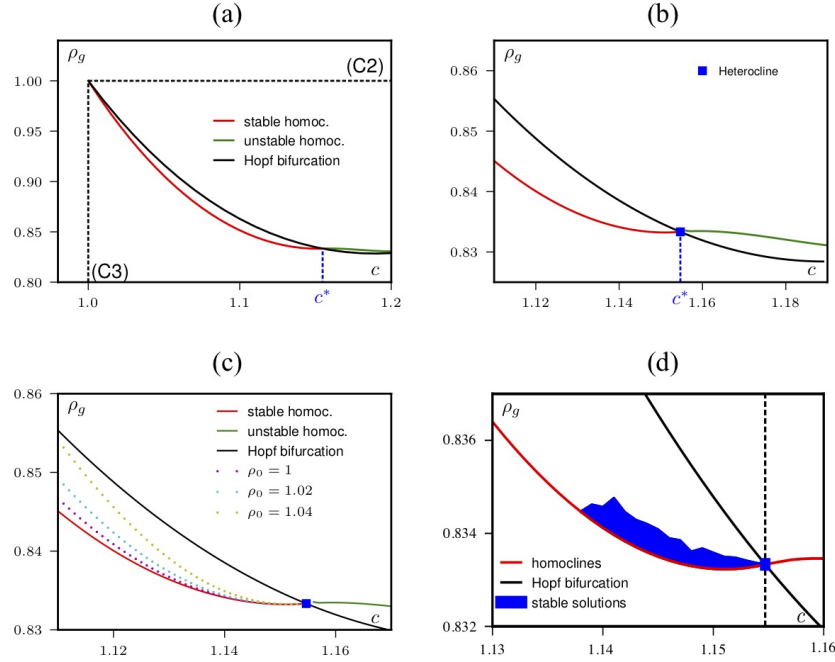 (a)
ρg
1.00
0.95
0.90
0.85
0.80
(C2)
stable homoc.
unstable homoc.
Hopf bifurcation
(C3)
c
1.0
1.1
c*
1.2
(b)
ρg
0.86
0.85
0.84
0.83
Heterocline
c
1.12
1.14
c*
1.16
1.18
(c)
ρg
0.86
0.85
0.84
0.83
stable homoc.
unstable homoc.
Hopf bifurcation
ρ0 = 1
ρ0 = 1.02
ρ0 = 1.04
c
1.12
1.14
1.16
(d)
ρg
0.836
0.834
0.832
homoclines
Hopf bifurcation
stable solutions
c
1.13
1.14
1.15
1.16